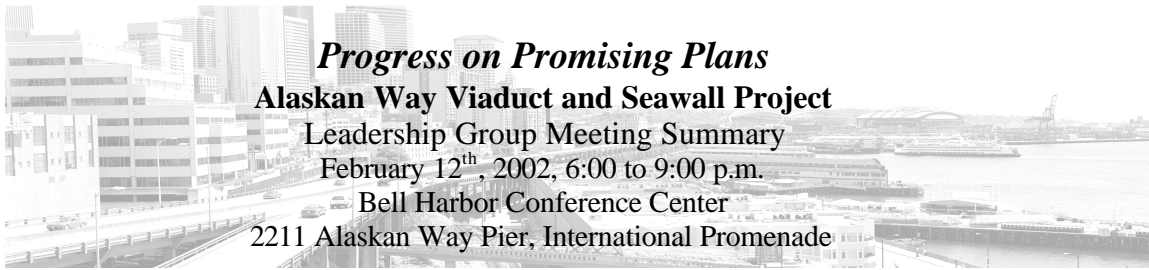 Progress on Promising Plans
Alaskan Way Viaduct and Seawall Project
Leadership Group Meeting Summary
February 12th, 2002, 6:00 to 9:00 p.m.
Bell Harbor Conference Center
2211 Alaskan Way Pier, International Promenade